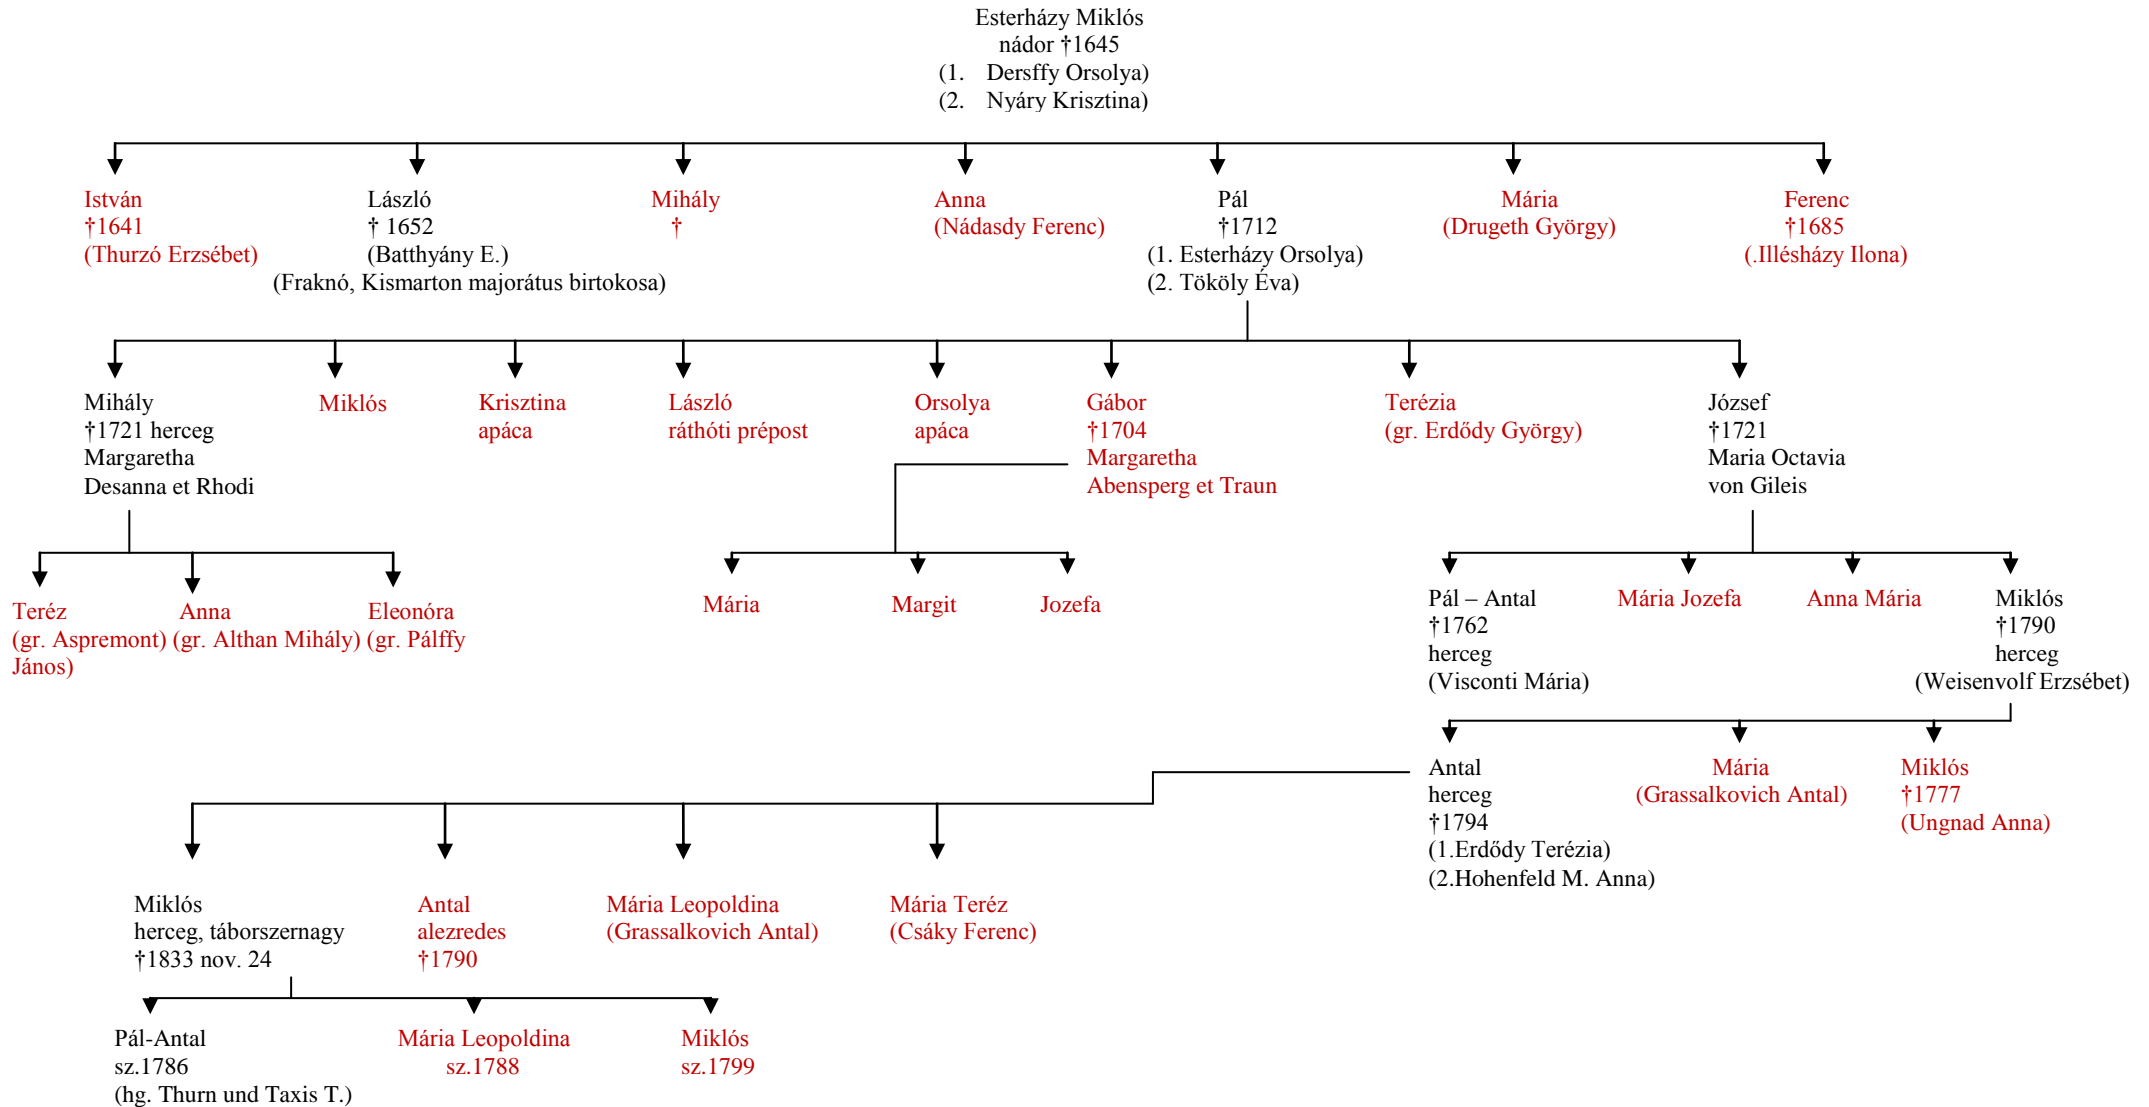 Esterházy Miklós
nádor †1645
(1. Dersffy Orsolya)
(2. Nyáry Krisztina)
István
†1641
(Thurzó Erzsébet)
László
† 1652
(Batthyány E.)
(Fraknó, Kismarton majorátus birtokosa)
Mihály
†
Anna
(Nádasdy Ferenc)
Pál
†1712
(1. Esterházy Orsolya)
(2. Tököly Éva)
Mária
(Drugeth György)
Ferenc
†1685
(.Illésházy Ilona)
Mihály
†1721 herceg
Margaretha
Desanna et Rhodi
Miklós
Krisztina
apáca
László
ráthóti prépost
Orsolya
apáca
Gábor
†1704
Margaretha
Abensperg et Traun
Terézia
(gr. Erdődy György)
József
†1721
Maria Octavia
von Gileis
Teréz
(gr. Aspremont)
Anna
(gr. Althan Mihály)
Eleonóra
(gr. Pálffy
János)
Mária
Margit
Jozefa
Pál – Antal
†1762
herceg
(Visconti Mária)
Mária Jozefa
Anna Mária
Miklós
†1790
herceg
(Weisenvolf Erzsébet)
Antal
herceg
†1794
(1.Erdődy Terézia)
(2.Hohenfeld M. Anna)
Mária
(Grassalkovich Antal)
Miklós
†1777
(Ungnad Anna)
Miklós
herceg, táborszernagy
†1833 nov. 24
Antal
alezredes
†1790
Mária Leopoldina
(Grassalkovich Antal)
Mária Teréz
(Csáky Ferenc)
Pál-Antal
sz.1786
(hg. Thurn und Taxis T.)
Mária Leopoldina
sz.1788
Miklós
sz.1799